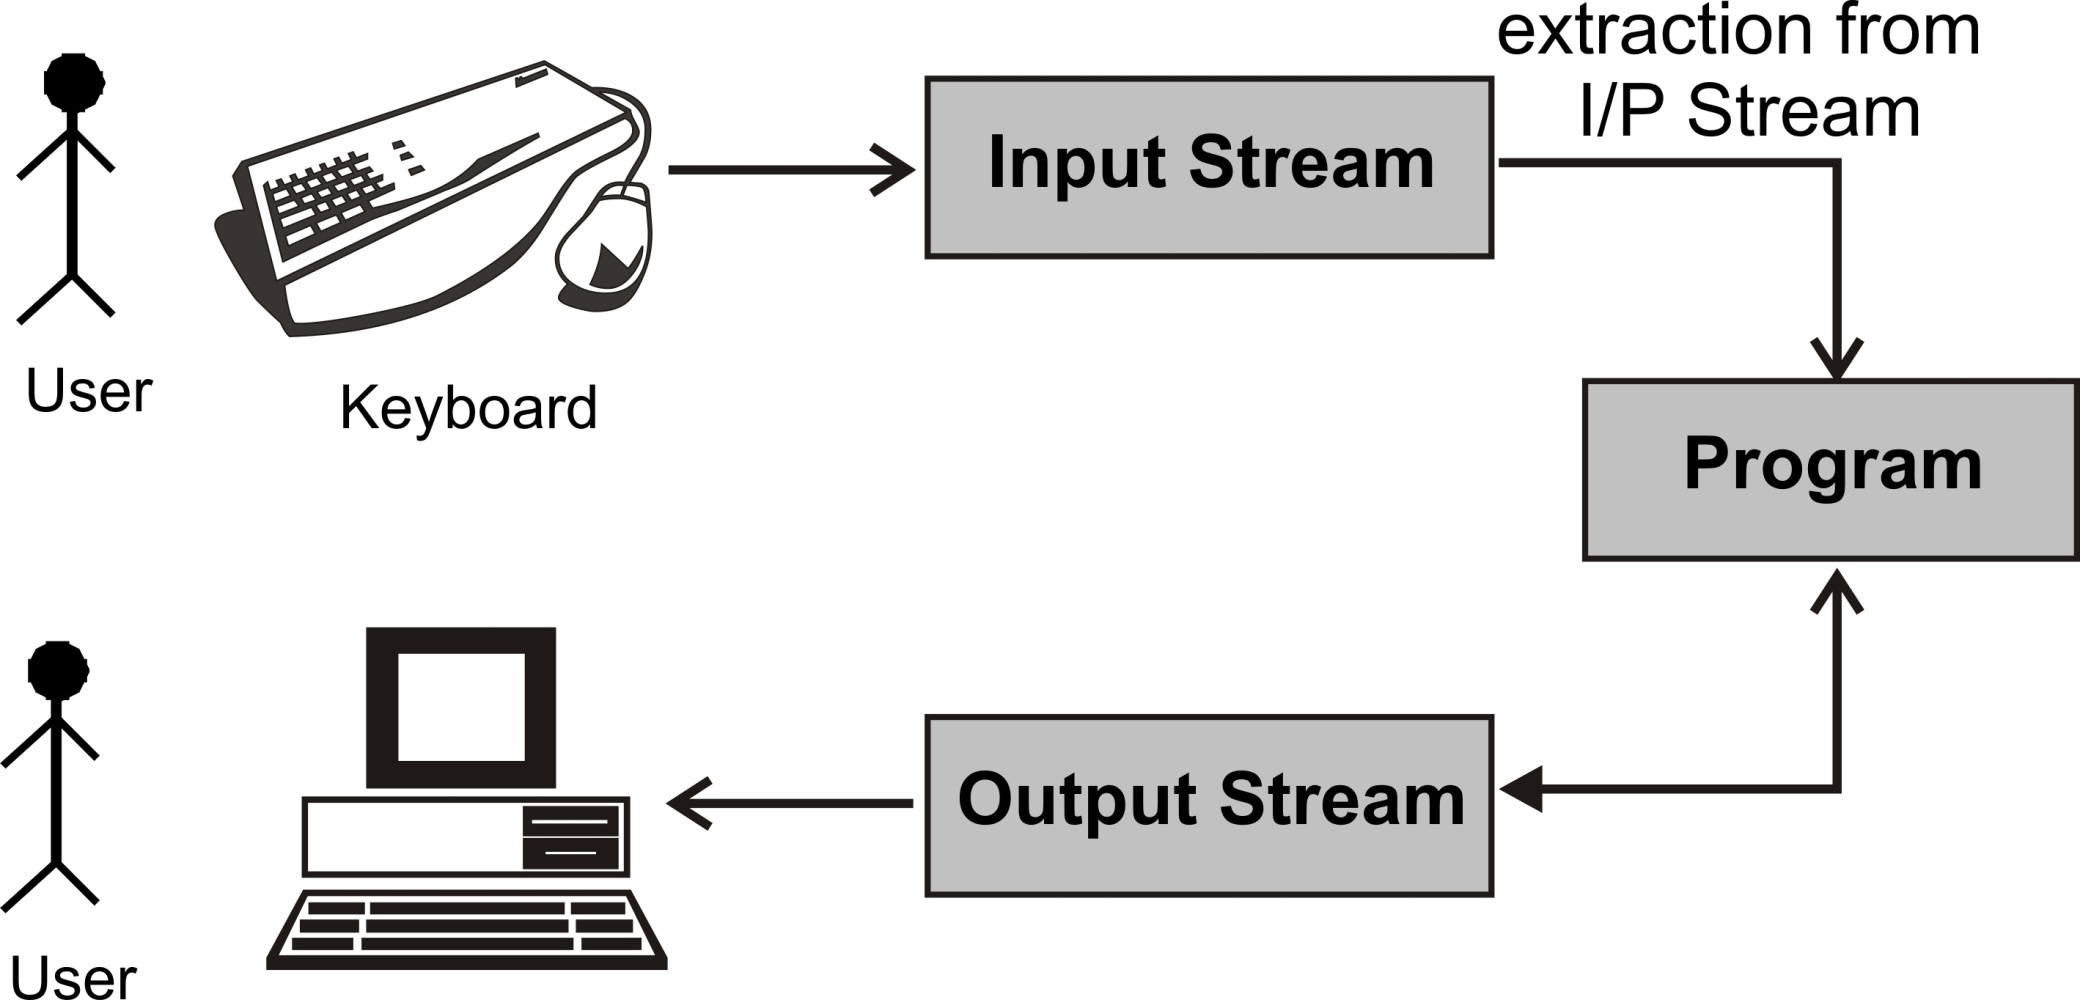 extraction from
I/P Stream
Input Stream
User
Keyboard
Program
Output Stream
User